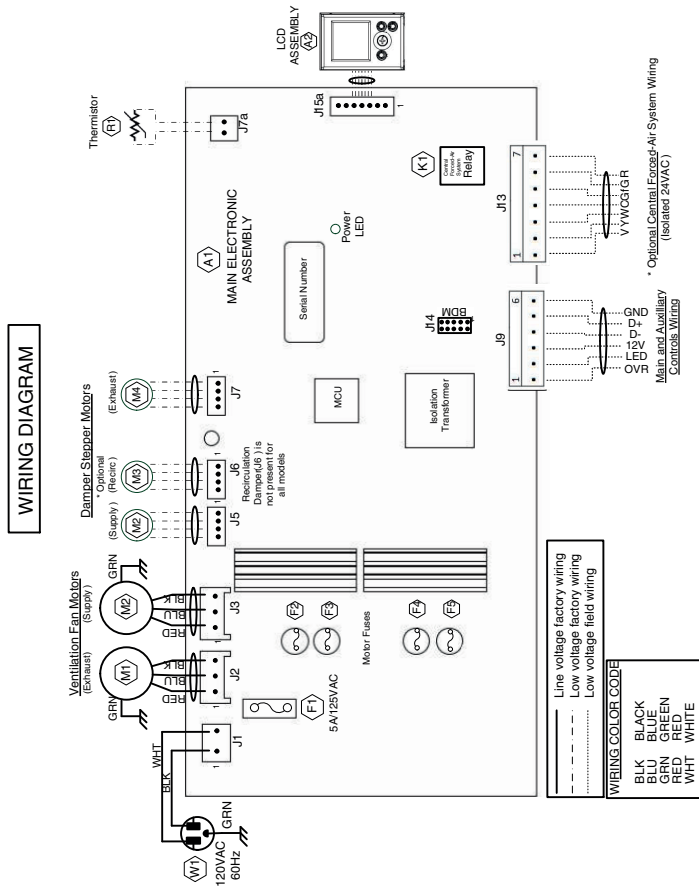 WIRING DIAGRAM
Ventilation Fan Motors
(Exhaust)
(Supply)
Damper Stepper Motors
(Supply)
* Optional
(Recirc)
(Exhaust)
Thermistor
R1
LCD
ASSEMBLY
A2
W1
120VAC
60Hz
GRN
WHT
BLK
GRN
M1
RED
BLU
BLK
GRN
M2
RED
BLU
BLK
M2
M3
M4
J1
1
J2
1
J3
1
J5
1
J6
1
J7
1
J7a
J15a
1
Recirculation
Damper(J6 ) is
not present for
all models
A1
MAIN ELECTRONIC
ASSEMBLY
F1
5A/125VAC
F2
F3
Motor Fuses
F4
F5
MCU
Serial Number
Power
LED
Isolation
Transformer
J14
BDM
K1
Central
Forced-Air
System
Relay
J9
1
6
OVR
LED
12V
D-
D+
GND
Main and Auxilliary
Controls Wiring
J13
1
7
V Y W C G fG R
* Optional Central Forced-Air System Wiring
(Isolated 24VAC )
Line voltage factory wiring
Low voltage factory wiring
Low voltage field wiring
WIRING COLOR CODE
BLK BLACK
BLU BLUE
GRN GREEN
RED RED
WHT WHITE